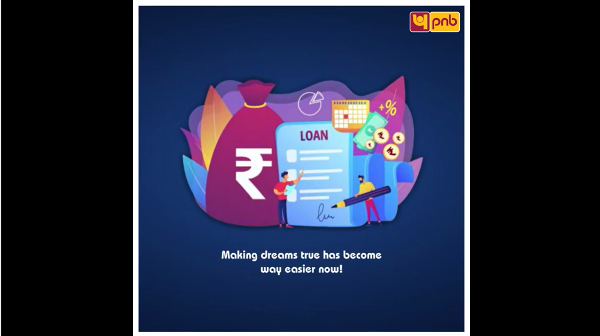 pnb
LOAN
+%
₹
Making dreams true has become
way easier now!